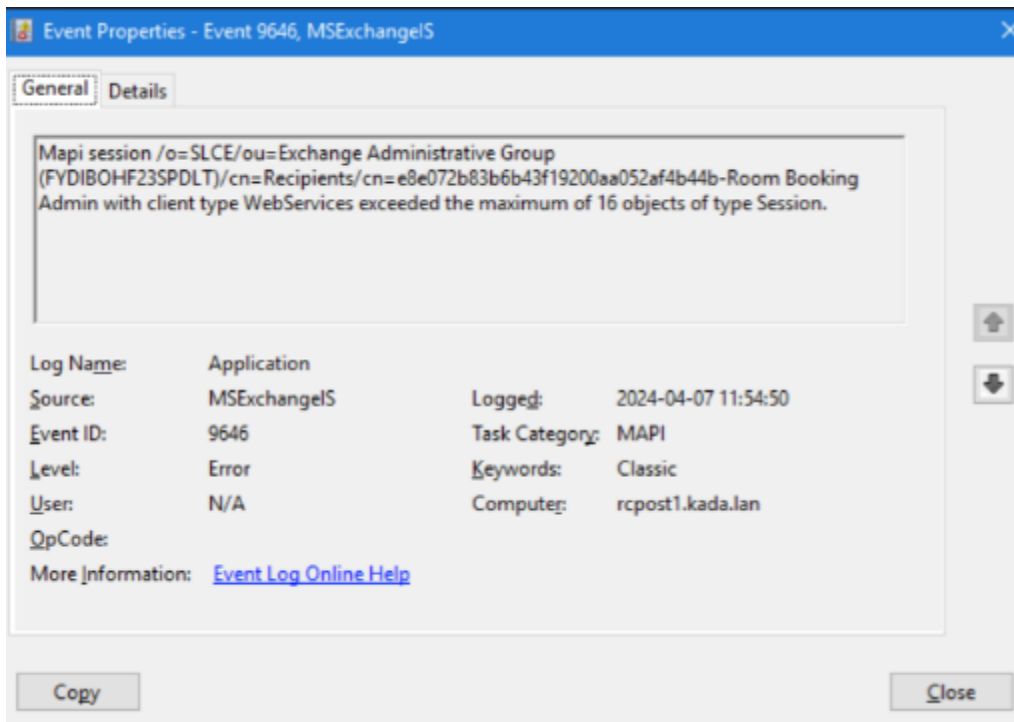 Event Properties - Event 9646, MSExchangeIS
General Details
Mapi session /o=SLCE/ou=Exchange Administrative Group
(FYDIBOHF23SPDLT)/cn=Recipients/cn=e8e072b83b6b43f19200aa052af4b44b-Room Booking
Admin with client type WebServices exceeded the maximum of 16 objects of type Session.
Log Name: Application
Source: MSExchangeIS Logged: 2024-04-07 11:54:50
Event ID: 9646 Task Category: MAPI
Level: Error Keywords: Classic
User: N/A Computer: rcpost1.kada.lan
OpCode:
More Information: Event Log Online Help
Copy Close